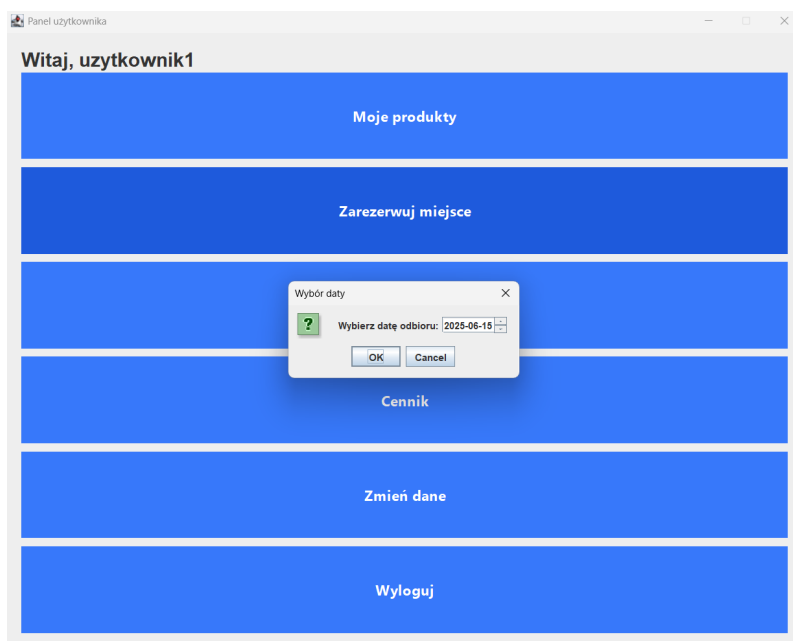 Panel użytkownika
Witaj, uzytkownik1
Moje produkty
Zarezerwuj miejsce
Wybór daty
?
Wybierz datę odbioru: 2025-06-15
OK
Cancel
Cennik
Zmień dane
Wyloguj